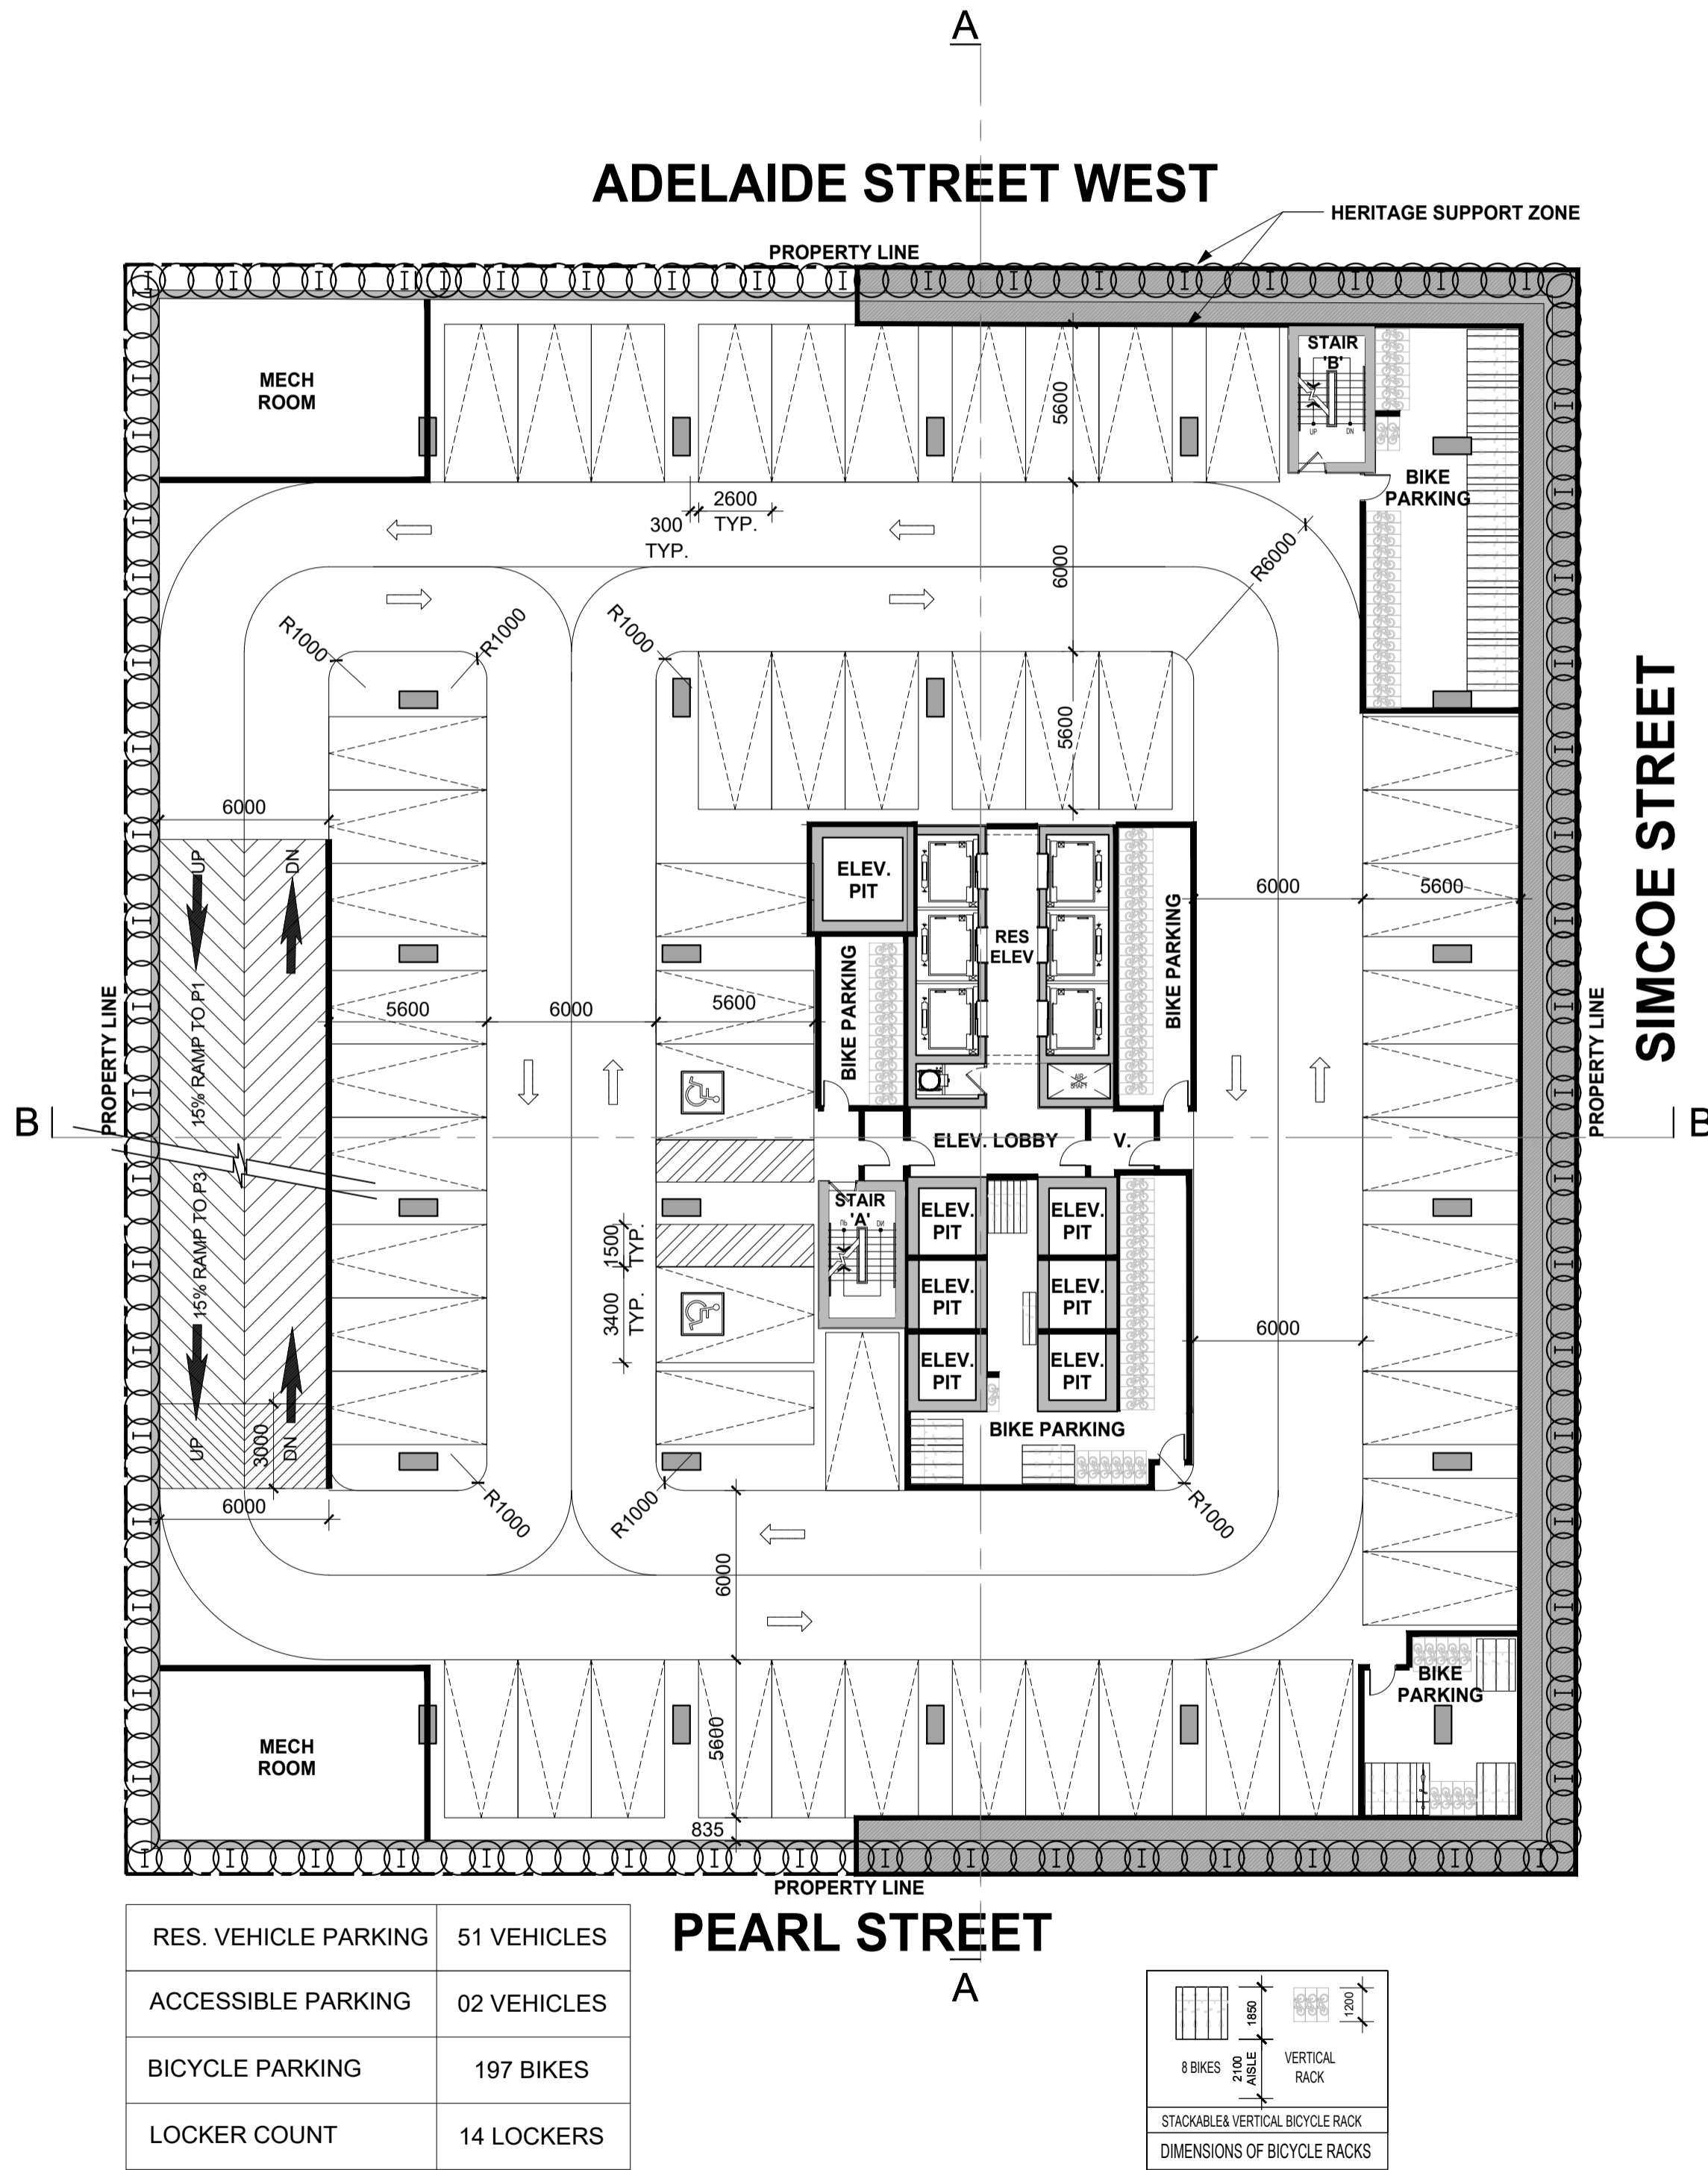 A
ADELAIDE STREET WEST
HERITAGE SUPPORT ZONE
PROPERTY LINE
MECH
ROOM
STAIR
'B'
UP
DN
5600
BIKE
PARKING
2600
TYP.
300
TYP.
6000
R6000
R1000
R1000
R1000
5600
SIMCOE STREET
6000
UP
DN
ELEV.
PIT
RES
ELEV
BIKE PARKING
BIKE PARKING
6000
5600
15% RAMP TO P1
5600
6000
5600
PROPERTY LINE
PROPERTY LINE
B
B
ELEV. LOBBY
V.
15% RAMP TO P3
STAIR
'A'
UP
DN
ELEV.
PIT
ELEV.
PIT
1500
TYP.
ELEV.
PIT
ELEV.
PIT
3400
TYP.
6000
ELEV.
PIT
ELEV.
PIT
BIKE PARKING
UP
3000
DN
6000
R1000
R1000
R1000
6000
BIKE
PARKING
MECH
ROOM
5600
835
PROPERTY LINE
PEARL STREET
A
RES. VEHICLE PARKING 51 VEHICLES
ACCESSIBLE PARKING 02 VEHICLES
BICYCLE PARKING 197 BIKES
LOCKER COUNT 14 LOCKERS
1850
1200
8 BIKES
2100
AISLE
VERTICAL
RACK
STACKABLE& VERTICAL BICYCLE RACK
DIMENSIONS OF BICYCLE RACKS